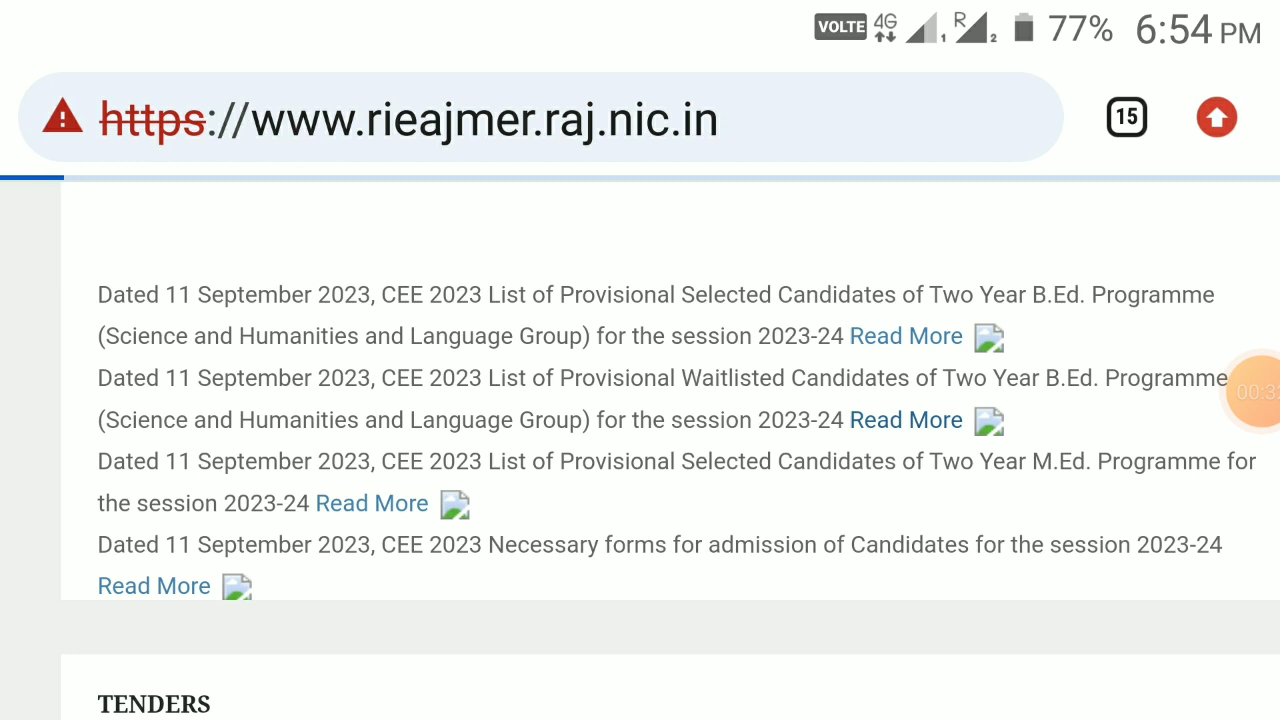 VOLTE 4G 1 R 2 77% 6:54 PM
https://www.rieajmer.raj.nic.in 15
Dated 11 September 2023, CEE 2023 List of Provisional Selected Candidates of Two Year B.Ed. Programme
(Science and Humanities and Language Group) for the session 2023-24 Read More
Dated 11 September 2023, CEE 2023 List of Provisional Waitlisted Candidates of Two Year B.Ed. Programme
(Science and Humanities and Language Group) for the session 2023-24 Read More
Dated 11 September 2023, CEE 2023 List of Provisional Selected Candidates of Two Year M.Ed. Programme for
the session 2023-24 Read More
Dated 11 September 2023, CEE 2023 Necessary forms for admission of Candidates for the session 2023-24
Read More
TENDERS